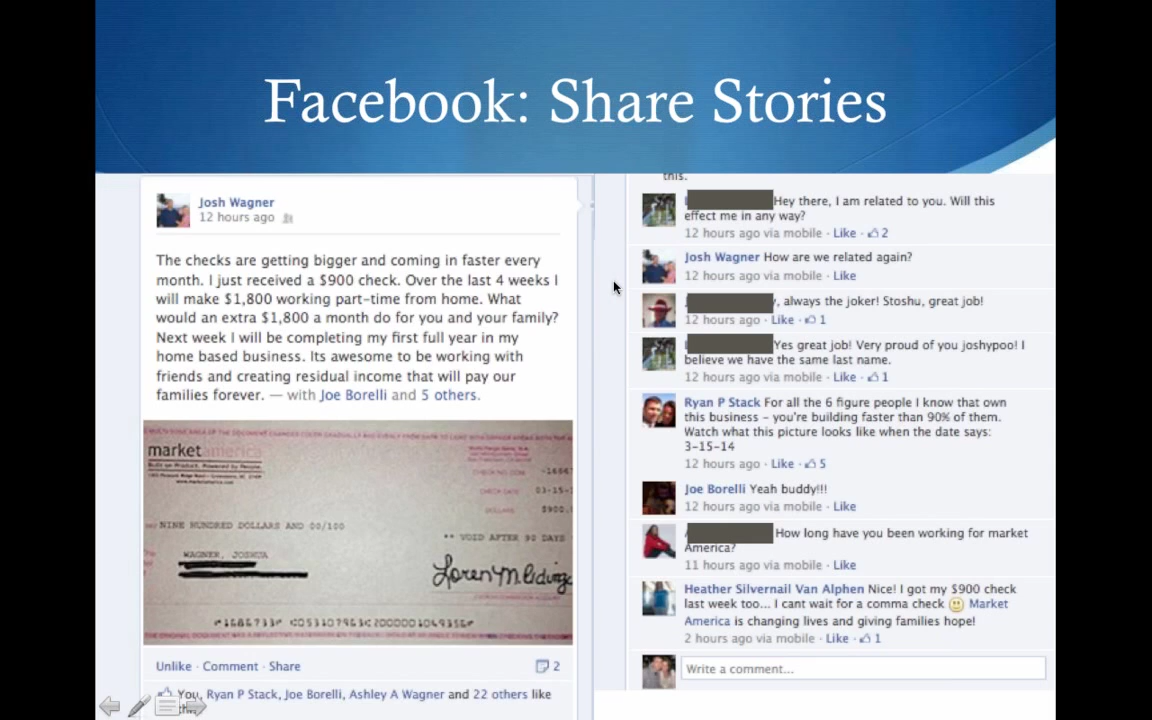 Facebook: Share Stories
Josh Wagner
12 hours ago
The checks are getting bigger and coming in faster every
month. I just received a $900 check. Over the last 4 weeks I
will make $1,800 working part-time from home. What
would an extra $1,800 a month do for you and your family?
Next week I will be completing my first full year in my
home based business. Its awesome to be working with
friends and creating residual income that will pay our
families forever. — with Joe Borelli and 5 others.
market america
Built on Product. Powered by People.
CHECK DATE 03-15-1
DOLLARS $900.
NINE HUNDRED DOLLARS AND 00/100
** VOID AFTER 90 DAYS
WAGNER, JOSHUA
Unlike · Comment · Share 2
You, Ryan P Stack, Joe Borelli, Ashley A Wagner and 22 others like
this.
Hey there, I am related to you. Will this
effect me in any way?
12 hours ago via mobile · Like · 2
Josh Wagner How are we related again?
12 hours ago via mobile · Like
, always the joker! Stoshu, great job!
12 hours ago · Like · 1
Yes great job! Very proud of you joshypoo! I
believe we have the same last name.
12 hours ago via mobile · Like · 1
Ryan P Stack For all the 6 figure people I know that own
this business – you're building faster than 90% of them.
Watch what this picture looks like when the date says:
3-15-14
12 hours ago · Like · 5
Joe Borelli Yeah buddy!!!
12 hours ago via mobile · Like
How long have you been working for market
America?
11 hours ago via mobile · Like
Heather Silvernail Van Alphen Nice! I got my $900 check
last week too... I cant wait for a comma check Market
America is changing lives and giving families hope!
2 hours ago via mobile · Like · 1
Write a comment...